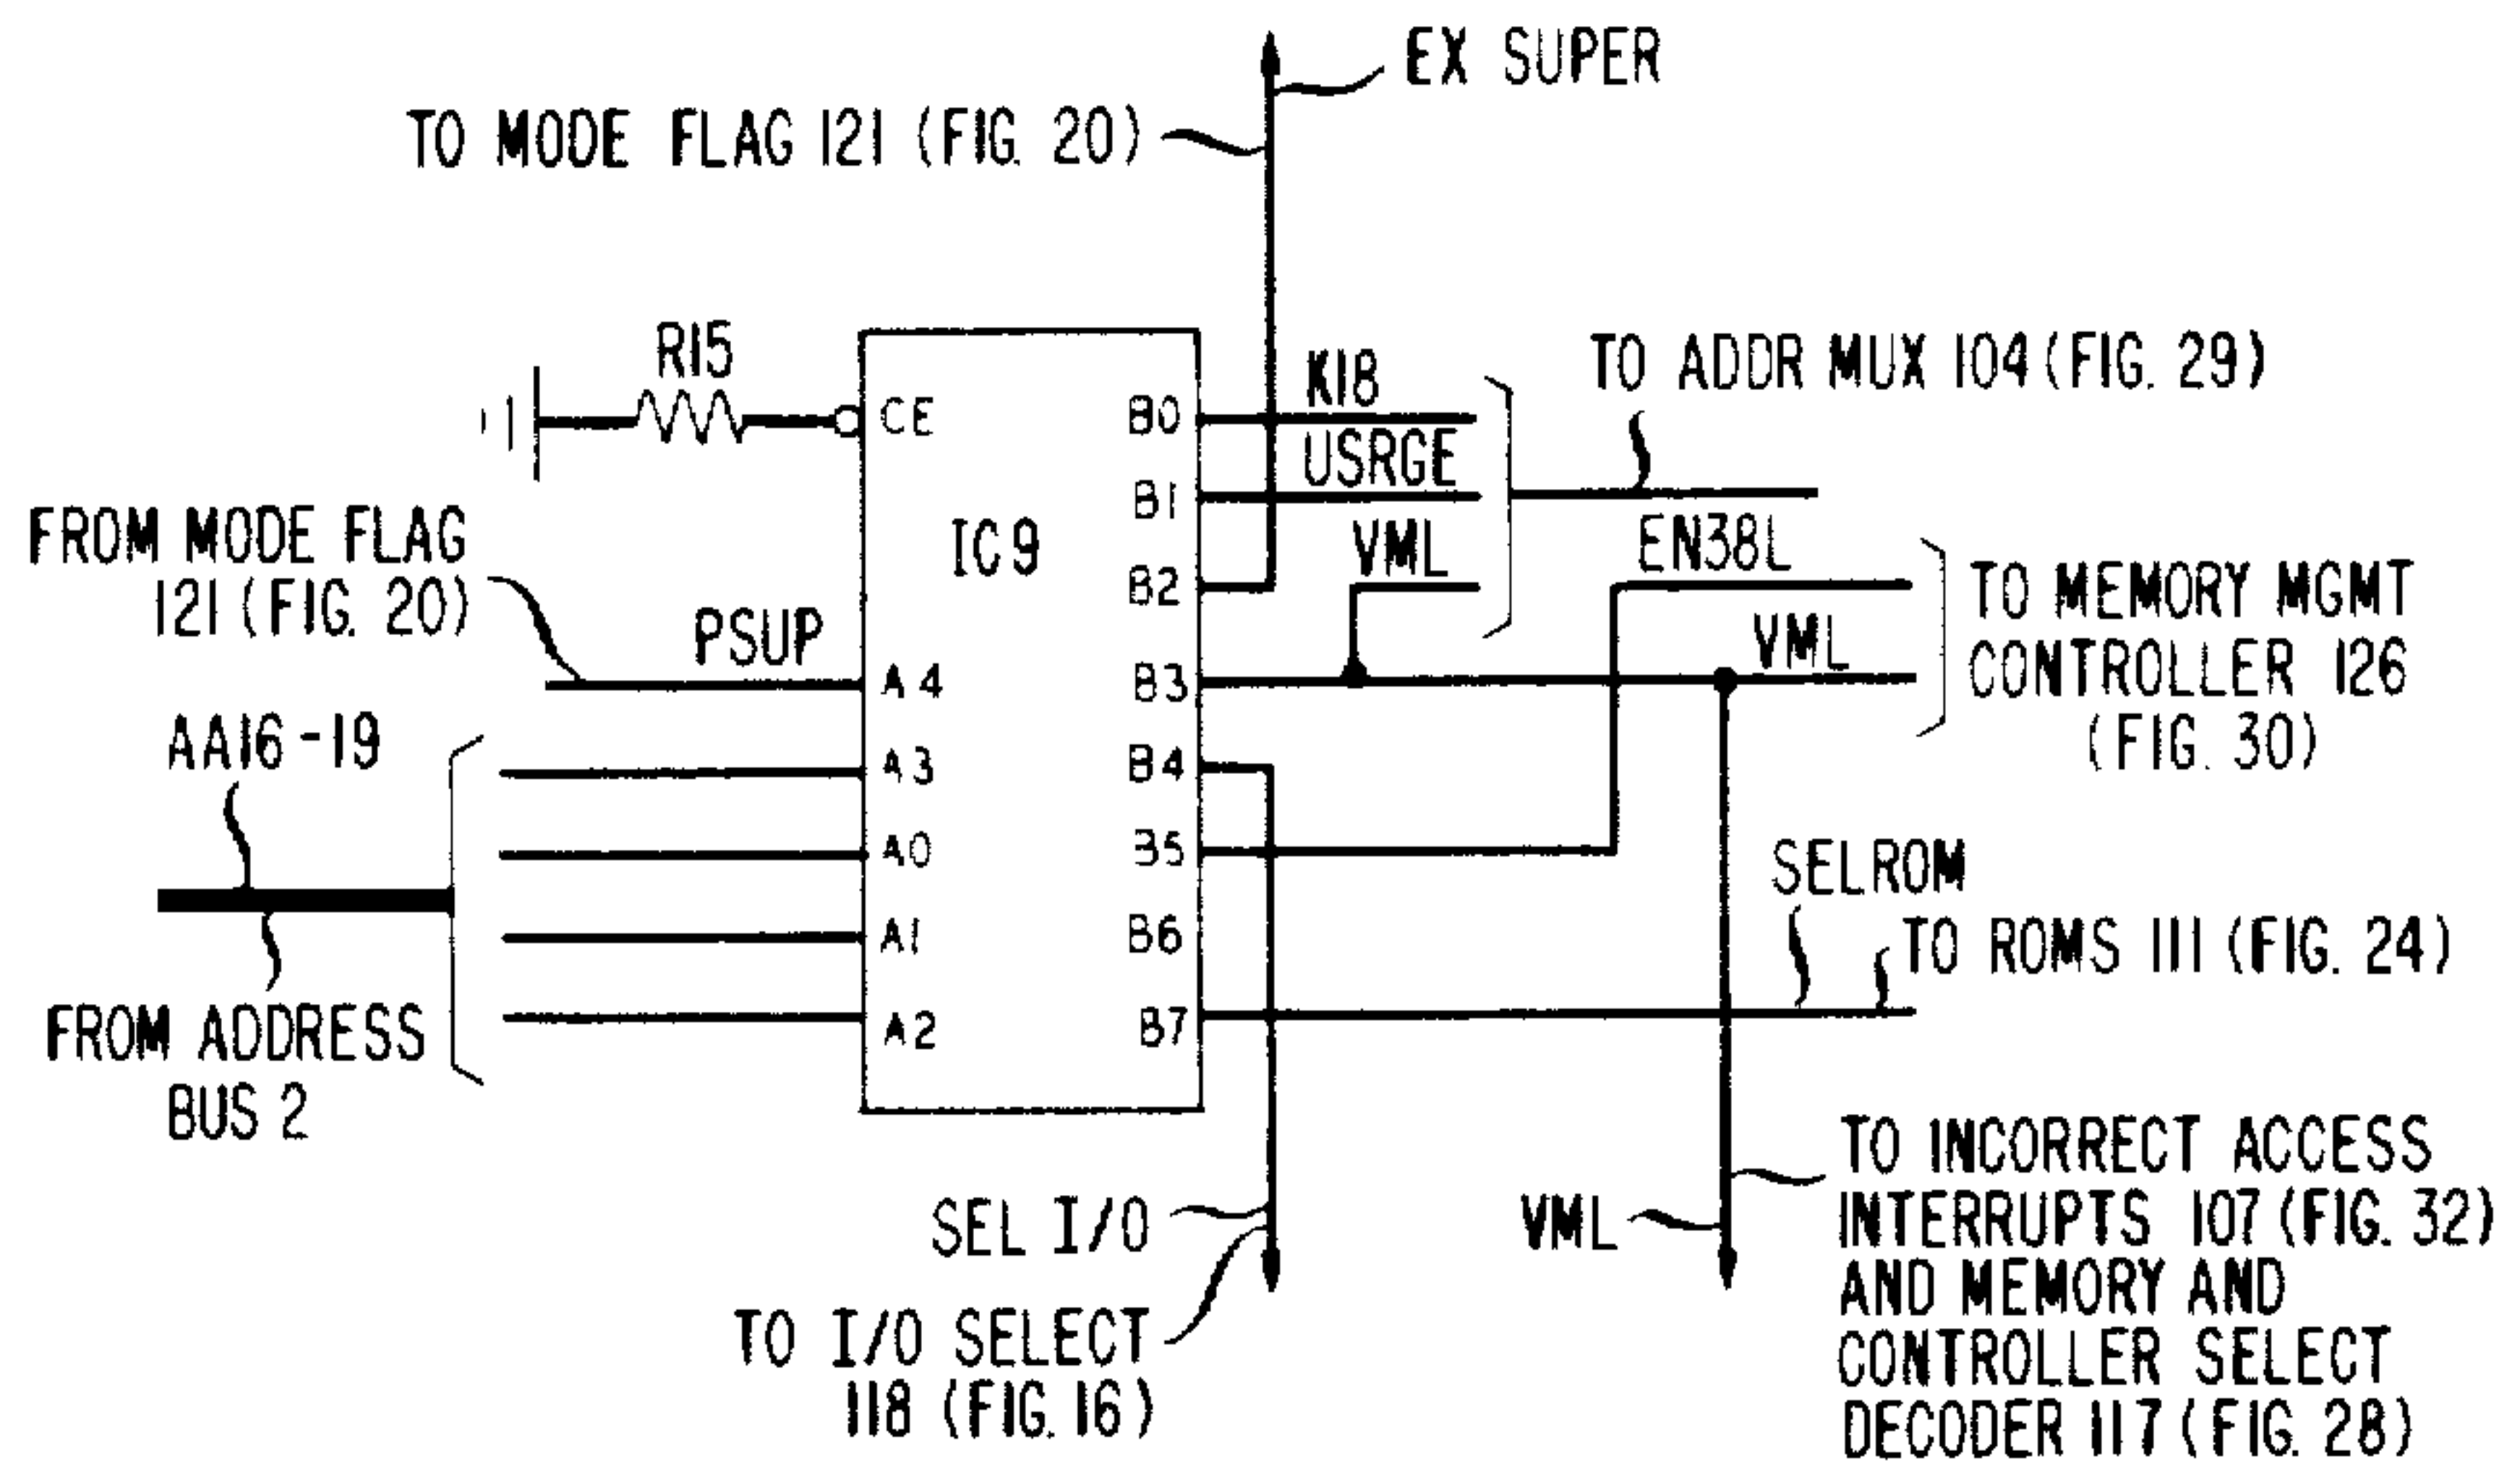 EX SUPER
TO MODE FLAG 121 (FIG. 20)
R15
K18
TO ADDR MUX 104 (FIG. 29)
CE
B0
USRGE
B1
FROM MODE FLAG
121 (FIG. 20)
IC9
VML
EN38L
B2
TO MEMORY MGMT
CONTROLLER 126
(FIG. 30)
PSUP
VML
A4
B3
AA16-19
A3
B4
A0
B5
SELROM
A1
B6
TO ROMS 111 (FIG. 24)
FROM ADDRESS
BUS 2
A2
B7
SEL I/O
VML
TO INCORRECT ACCESS
INTERRUPTS 107 (FIG. 32)
AND MEMORY AND
CONTROLLER SELECT
DECODER 117 (FIG. 28)
TO I/O SELECT
118 (FIG. 16)